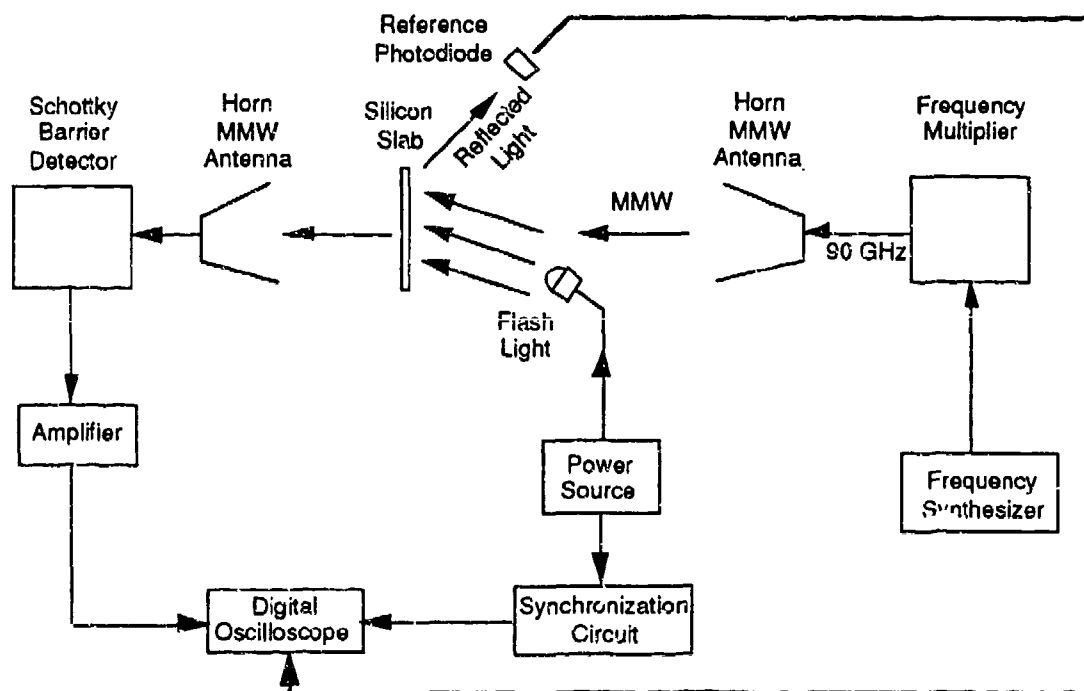 Reference
Photodiode
Schottky
Barrier
Detector
Horn
MMW
Antenna
Silicon
Slab
Reflected
Light
Horn
MMW
Antenna
Frequency
Multiplier
MMW
90 GHz
Flash
Light
Amplifier
Power
Source
Frequency
Synthesizer
Digital
Oscilloscope
Synchronization
Circuit